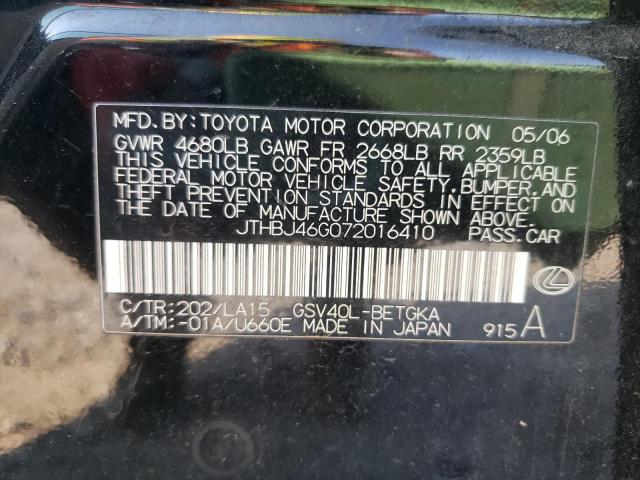 MFD.BY:TOYOTA MOTOR CORPORATION 05/06
GVWR 4680LB GAWR FR 2668LB RR 2359LB
THIS VEHICLE CONFORMS TO ALL APPLICABLE
FEDERAL MOTOR VEHICLE SAFETY,BUMPER,AND
THEFT PREVENTION STANDARDS IN EFFECT ON
THE DATE OF MANUFACTURE SHOWN ABOVE.
JTHBJ46G072016410 PASS.CAR
C/TR:202/LA15 GSV40L-BETGKA
A/TM:-01A/U660E MADE IN JAPAN 915A